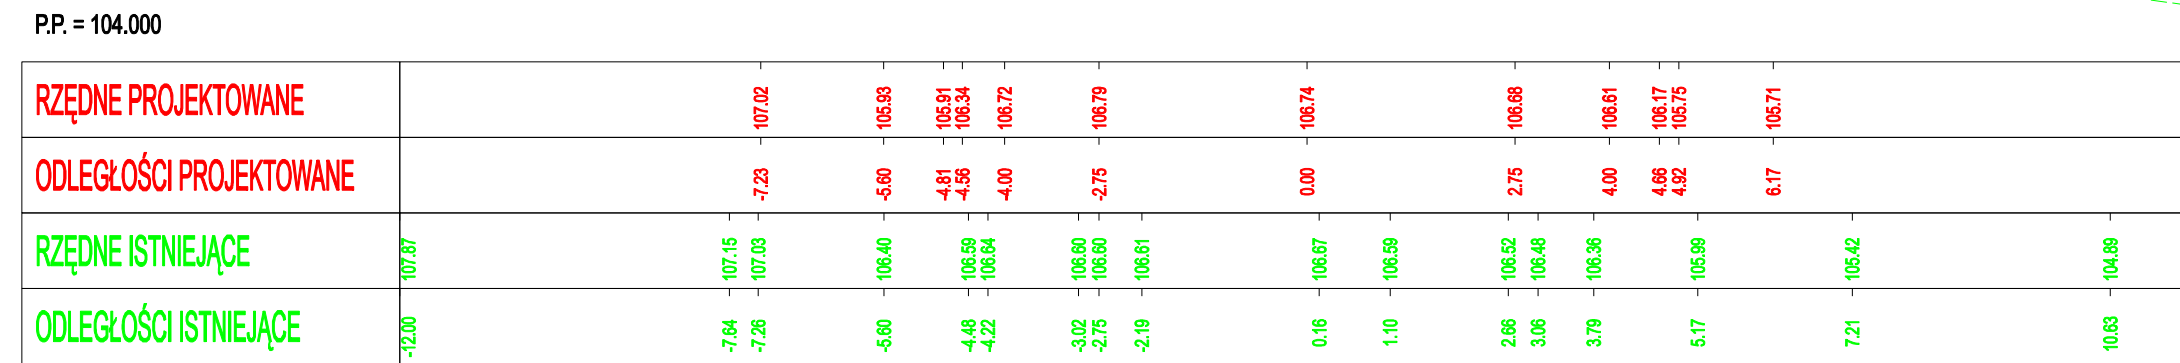 P.P. = 104.000
RZĘDNE PROJEKTOWANE 107.02 105.93 105.91 106.34 106.72 106.79 106.74 106.68 106.61 106.17 105.75 105.71
ODLEGŁOŚCI PROJEKTOWANE -7.23 -5.60 -4.81 -4.56 -4.00 -2.75 0.00 2.75 4.00 4.66 4.92 6.17
RZĘDNE ISTNIEJĄCE 107.87 107.15 107.03 106.40 106.59 106.64 106.60 106.60 106.61 106.67 106.59 106.52 106.48 106.36 105.99 105.42 104.89
ODLEGŁOŚCI ISTNIEJĄCE -12.00 -7.64 -7.26 -5.60 -4.48 -4.22 -3.02 -2.75 -2.19 0.16 1.10 2.66 3.06 3.79 5.17 7.21 10.63